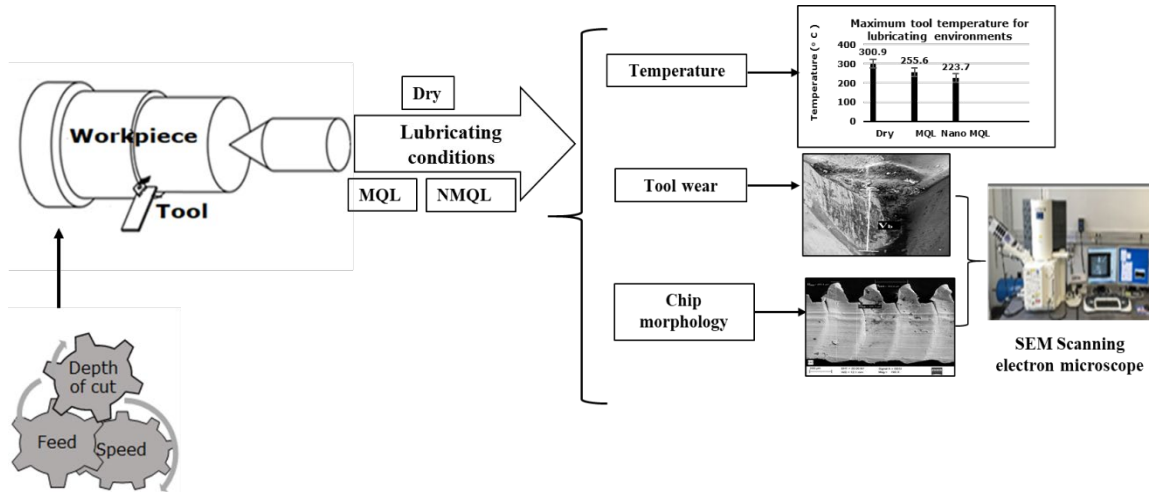 Workpiece
Tool
Depth
of cut
Feed
Speed
Dry
Lubricating
conditions
MQL
NMQL
Temperature
Tool wear
Chip
morphology
Maximum tool temperature for
lubricating environments
Temperature (° C)
400
300
200
100
0
300.9
255.6
223.7
Dry
MQL
Nano MQL
Vb
SEM Scanning
electron microscope